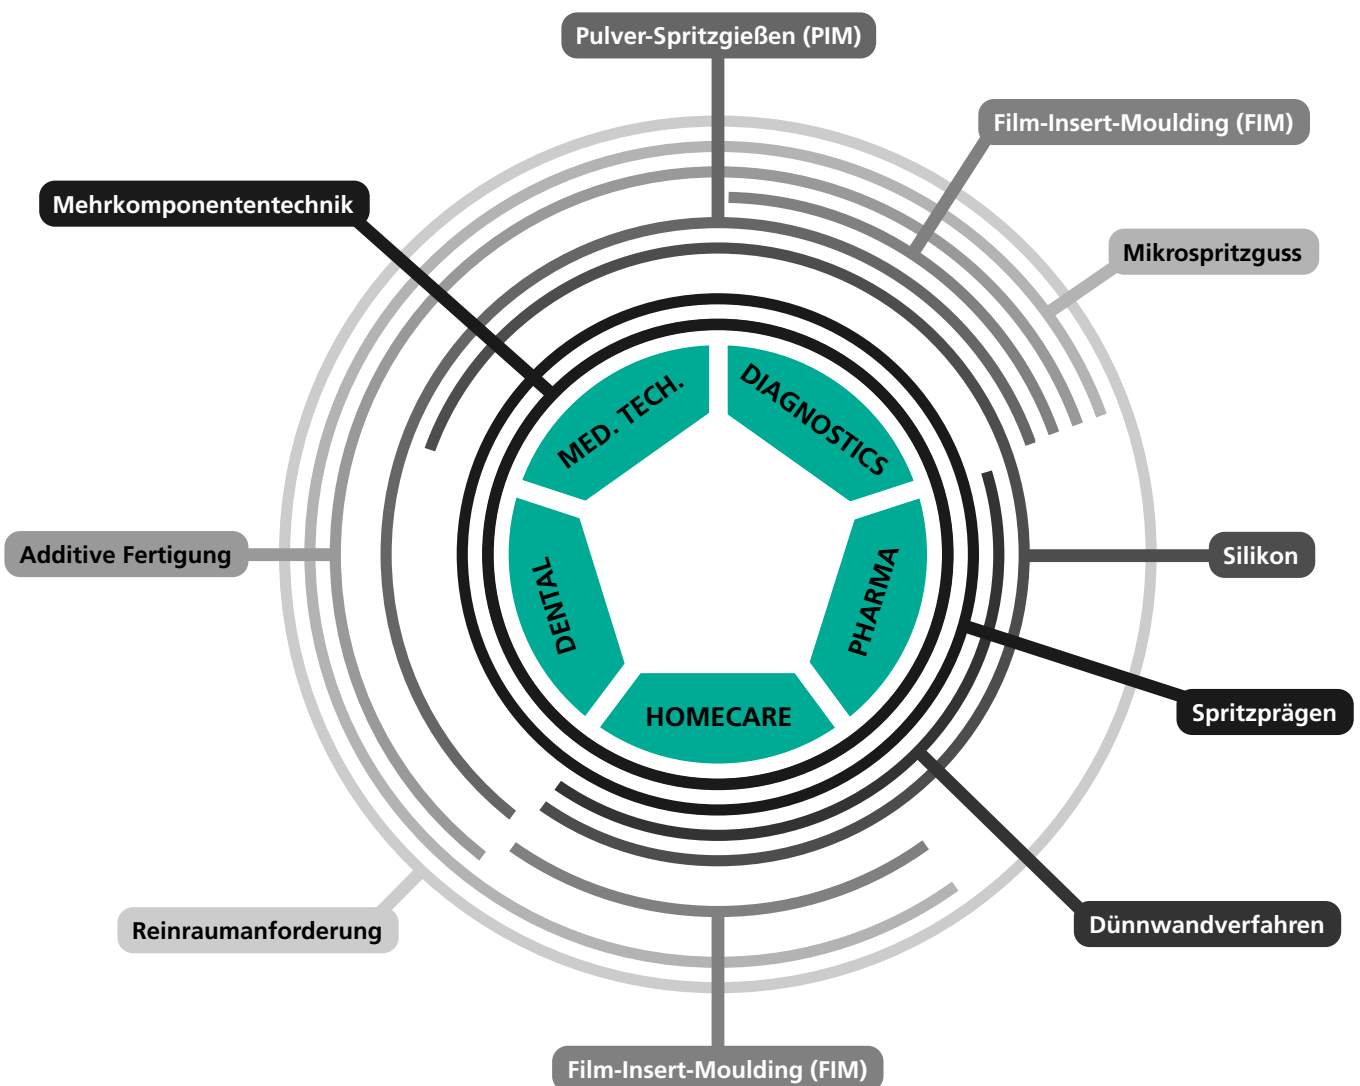 Pulver-Spritzgießen (PIM)
Film-Insert-Moulding (FIM)
Mehrkomponententechnik
Mikrospritzguss
MED. TECH.
DIAGNOSTICS
Additive Fertigung
Silikon
DENTAL
PHARMA
HOMECARE
Spritzprägen
Reinraumanforderung
Dünnwandverfahren
Film-Insert-Moulding (FIM)